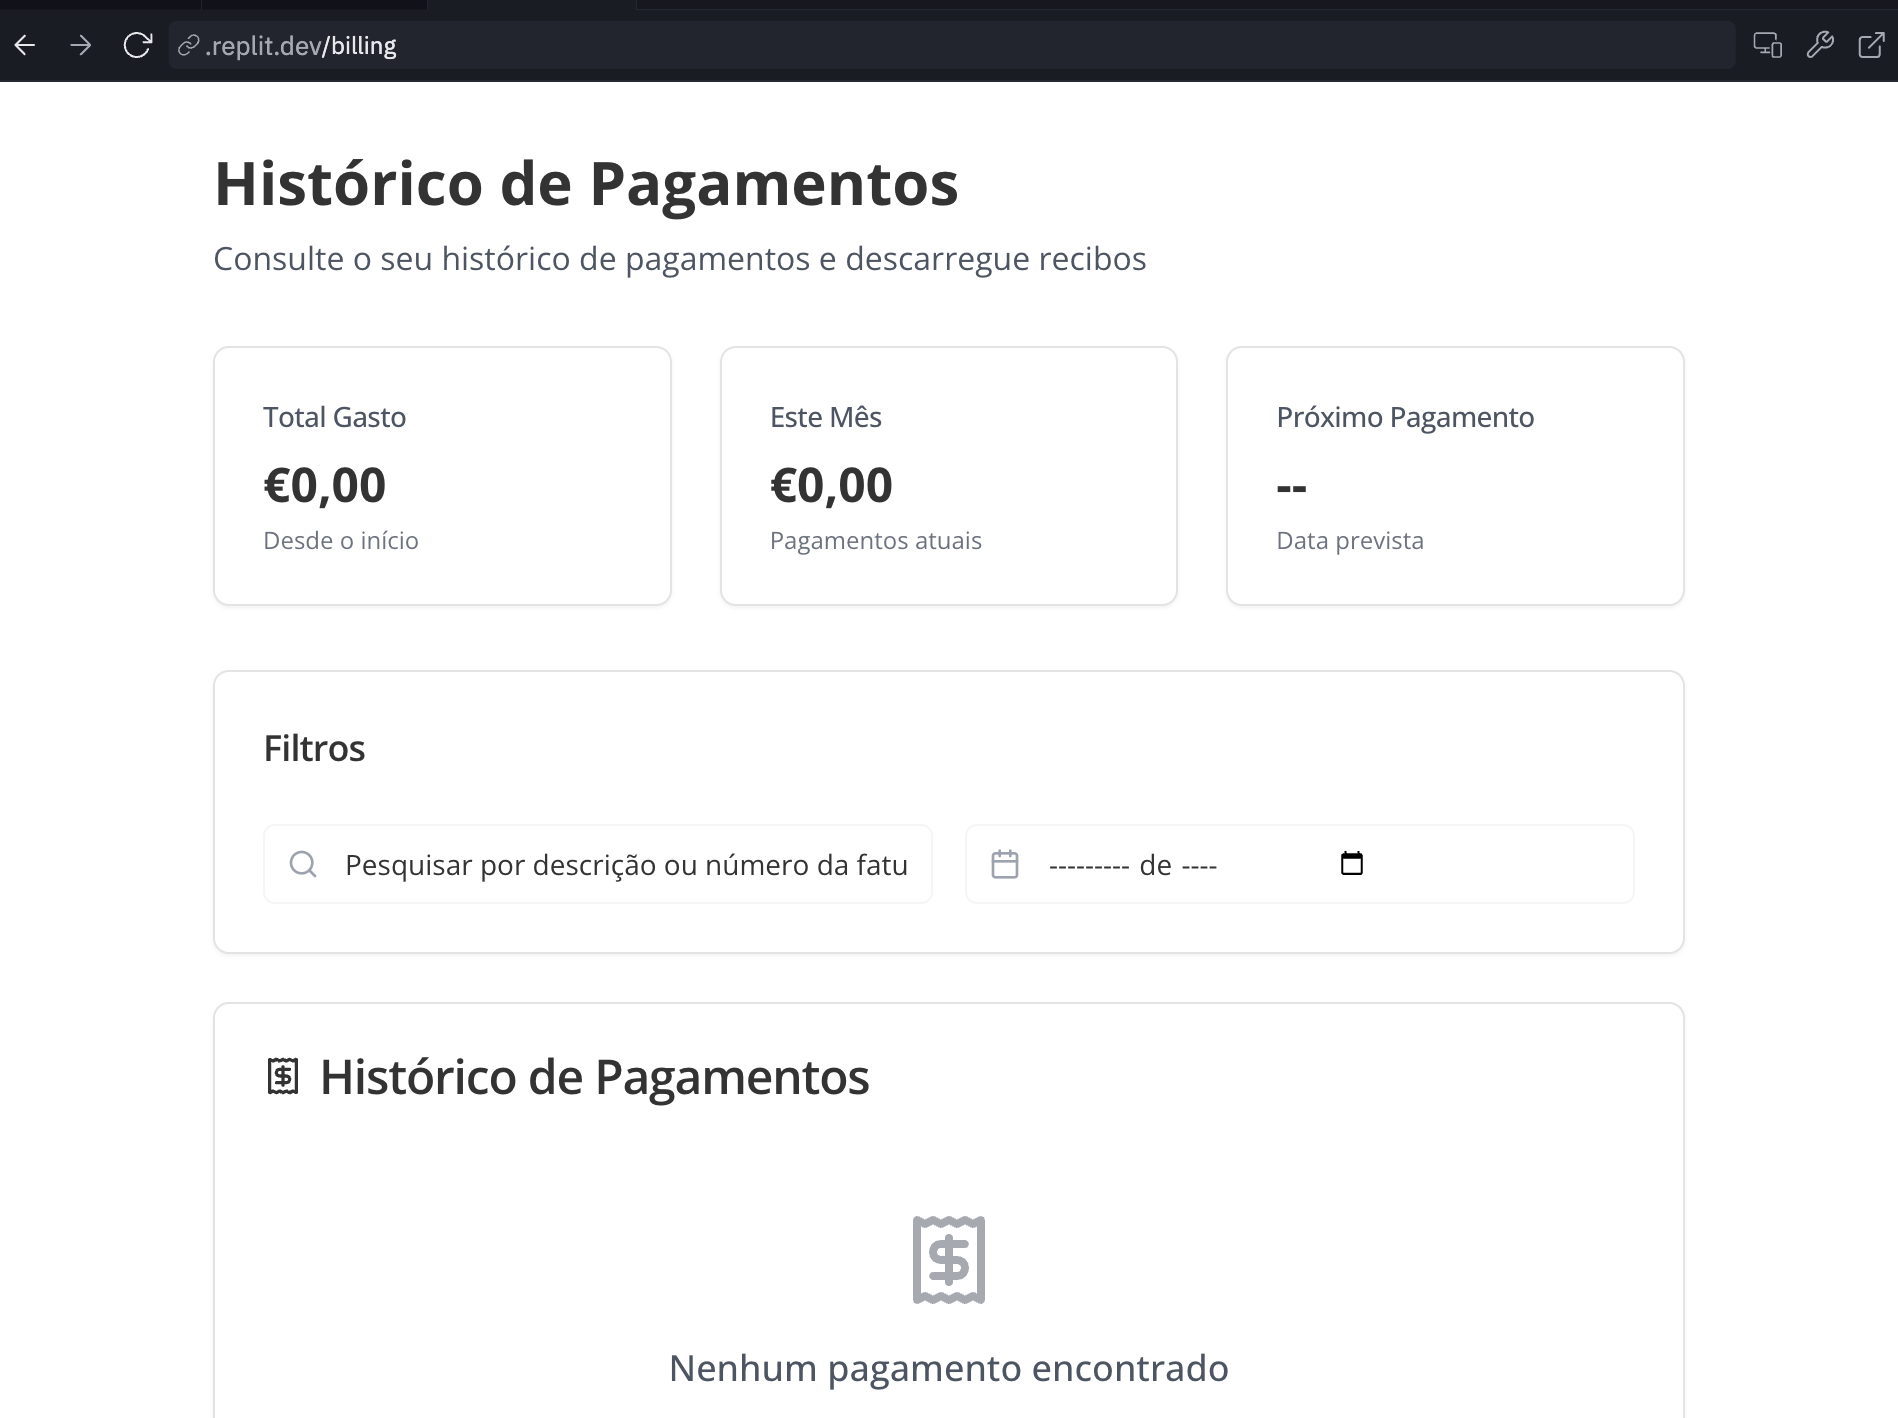 .replit.dev/billing
Histórico de Pagamentos
Consulte o seu histórico de pagamentos e descarregue recibos
Total Gasto
€0,00
Desde o início
Este Mês
€0,00
Pagamentos atuais
Próximo Pagamento
--
Data prevista
Filtros
Pesquisar por descrição ou número da fatu
--------- de ----
Histórico de Pagamentos
Nenhum pagamento encontrado